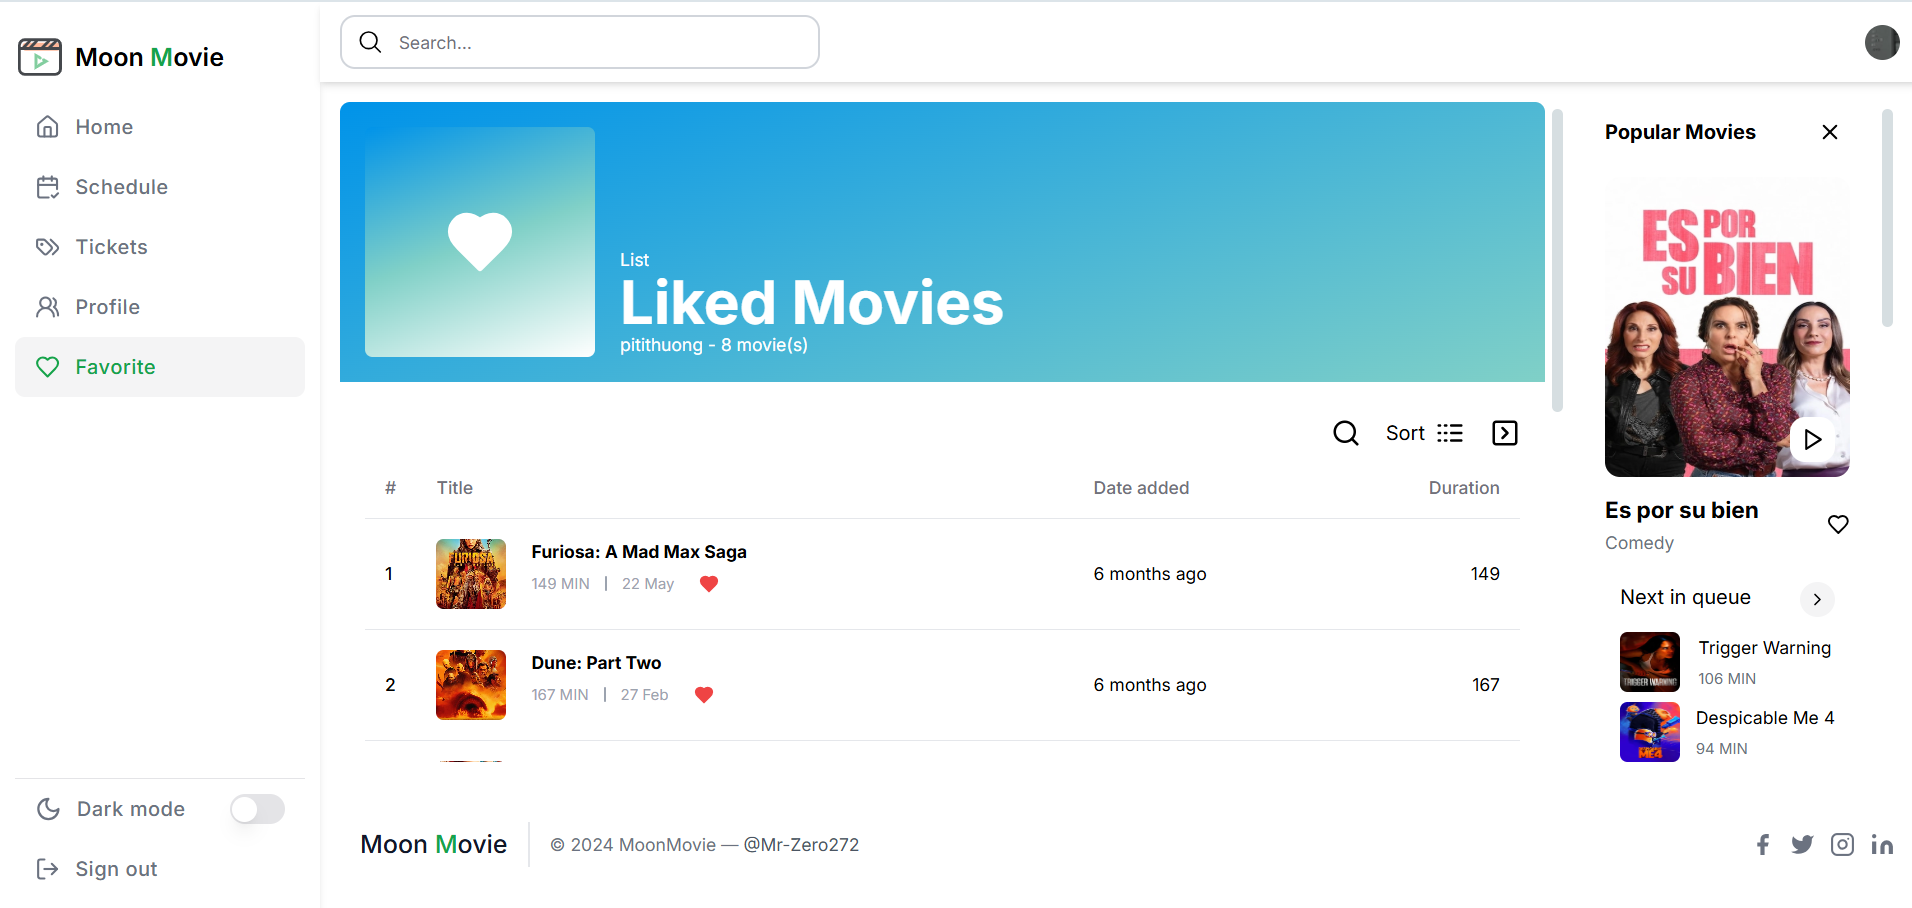 Moon Movie
Home
Schedule
Tickets
Profile
Favorite
Dark mode
Sign out
Search...
List
Liked Movies
pitithuong - 8 movie(s)
Sort
# Title Date added Duration
1 Furiosa: A Mad Max Saga 6 months ago 149
149 MIN | 22 May
FURIOSA
2 Dune: Part Two 6 months ago 167
167 MIN | 27 Feb
Popular Movies
ES POR
SU BIEN
Es por su bien
Comedy
Next in queue
Trigger Warning
106 MIN
TRIGGER WARNING
Despicable Me 4
94 MIN
ME4
Moon Movie
© 2024 MoonMovie — @Mr-Zero272